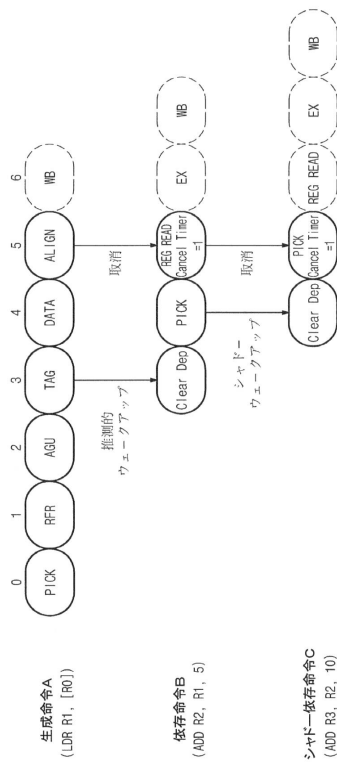 0 1 2 3 4 5 6
生成命令A
(LDR R1, [R0])
PICK RFR AGU TAG DATA ALIGN WB
推測的
ウェークアップ
取消
依存命令B
(ADD R2, R1, 5)
Clear Dep PICK REG READ EX WB
Cancel Timer
=1
シャドー
ウェークアップ
取消
シャドー依存命令C
(ADD R3, R2, 10)
Clear Dep PICK REG READ EX WB
Cancel Timer
=1